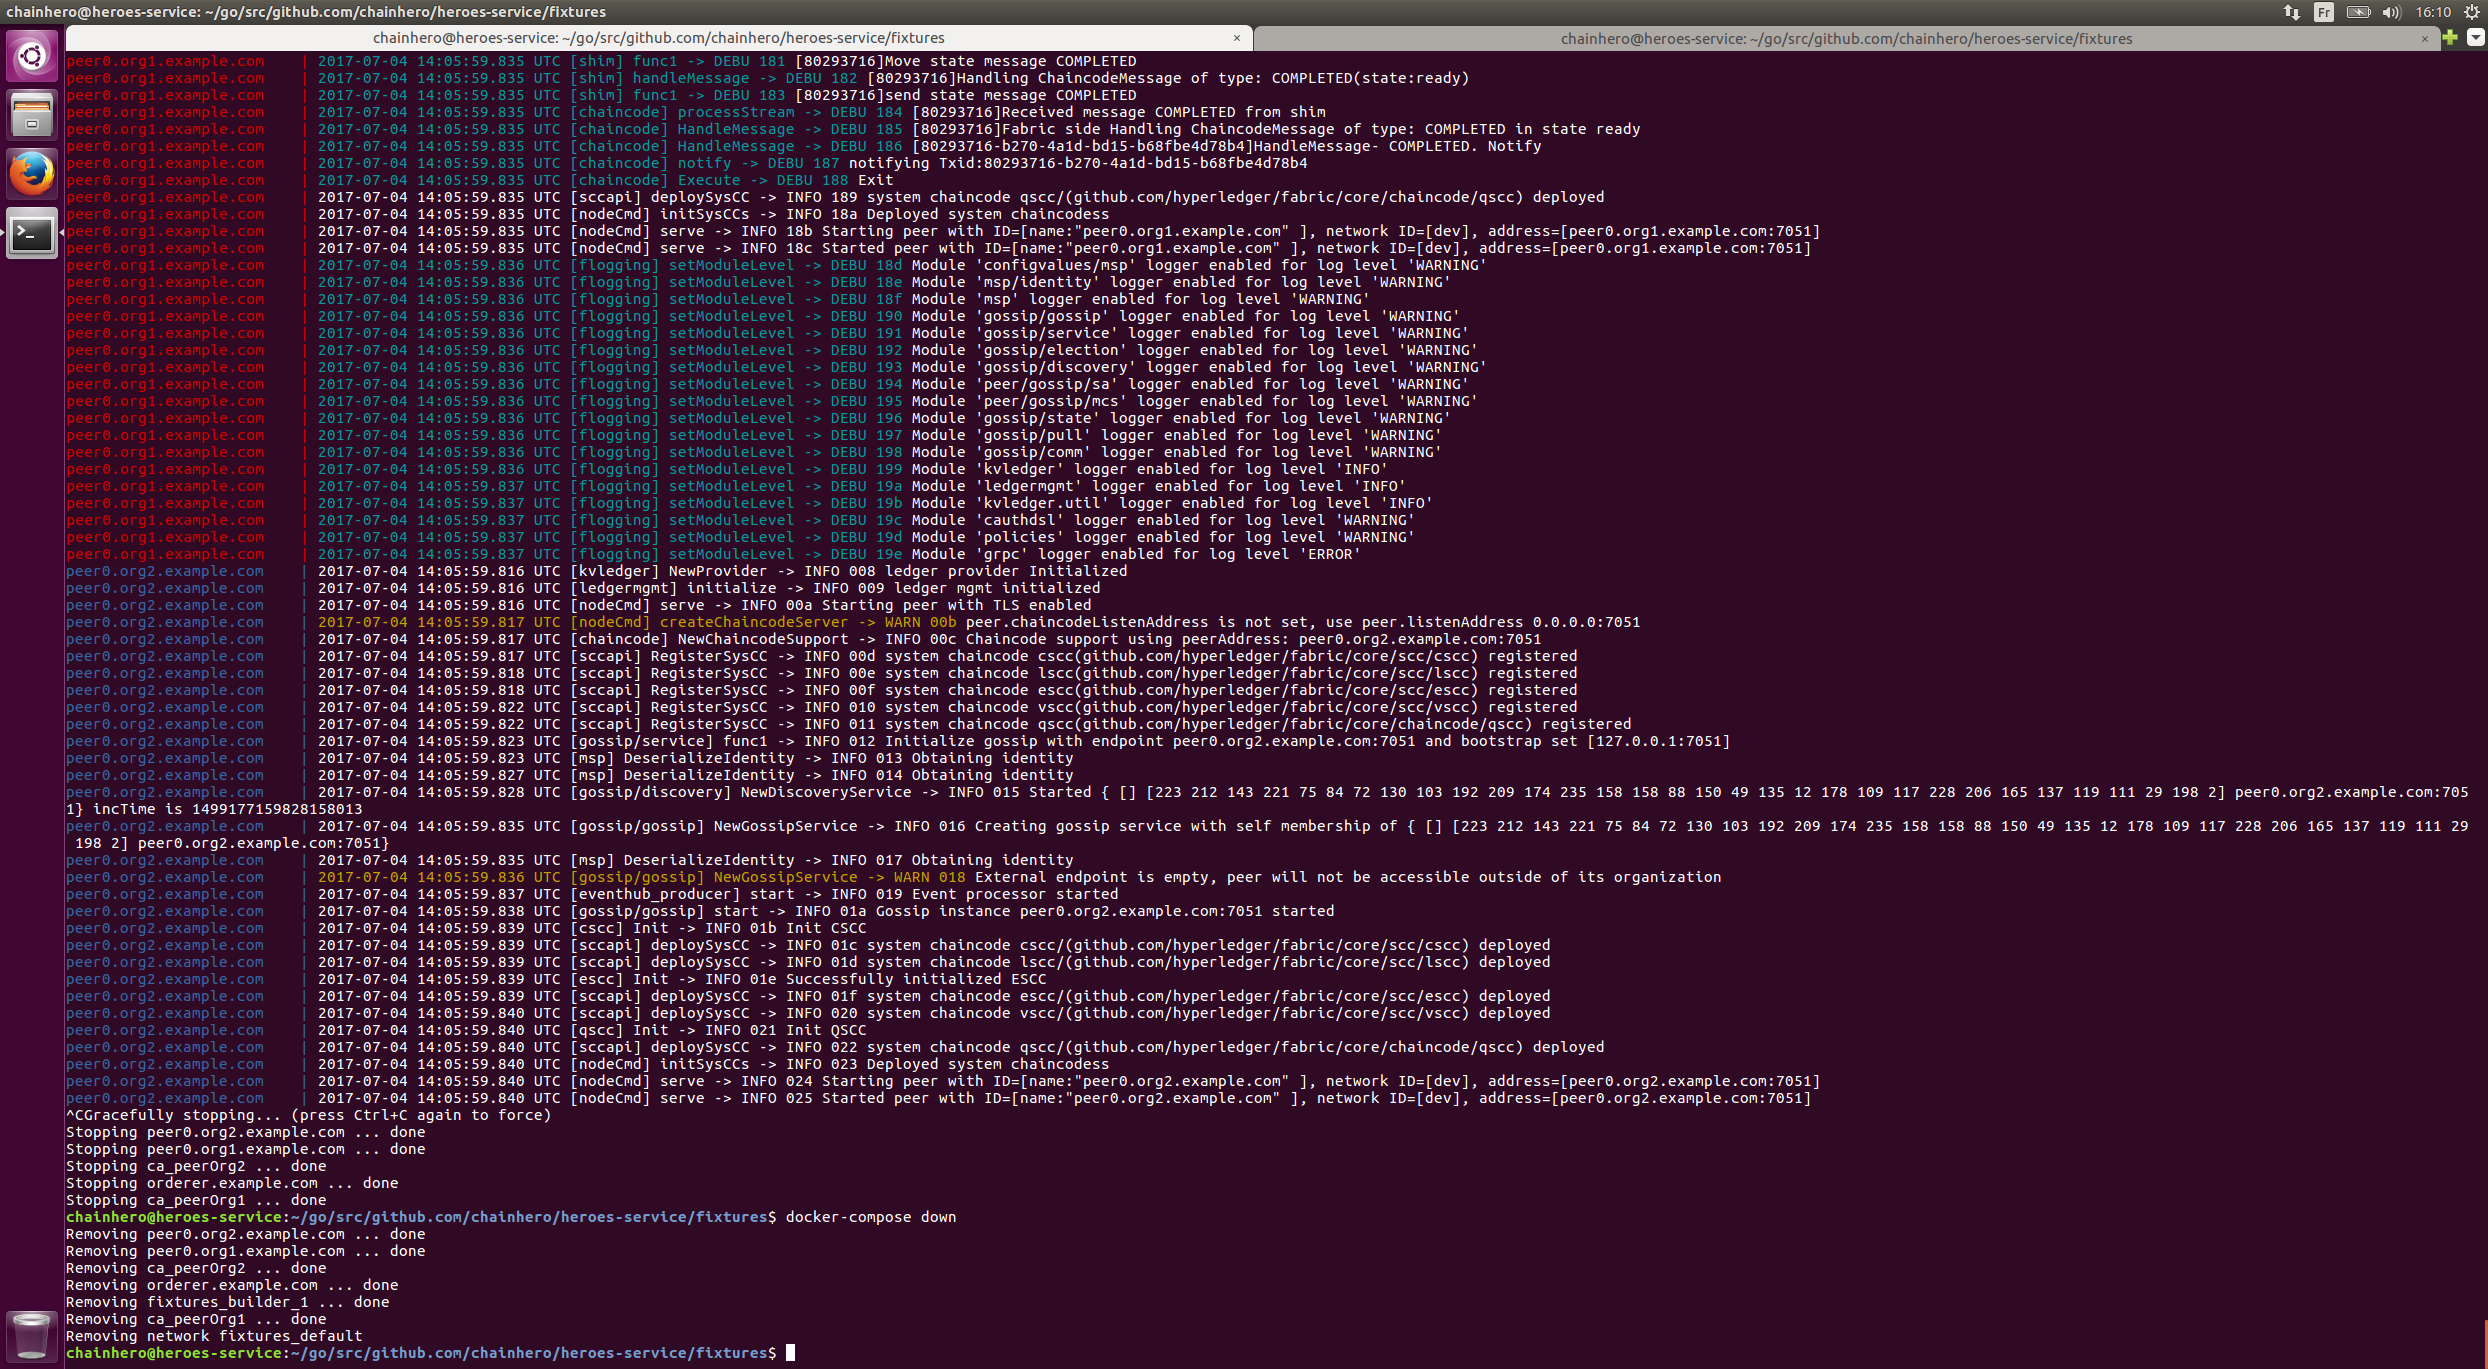 chainhero@heroes-service: ~/go/src/github.com/chainhero/heroes-service/fixtures
Fr
16:10
chainhero@heroes-service: ~/go/src/github.com/chainhero/heroes-service/fixtures ×
chainhero@heroes-service: ~/go/src/github.com/chainhero/heroes-service/fixtures ×
peer0.org1.example.com    | 2017-07-04 14:05:59.835 UTC [shim] func1 -> DEBU 181 [80293716]Move state message COMPLETED
peer0.org1.example.com    | 2017-07-04 14:05:59.835 UTC [shim] handleMessage -> DEBU 182 [80293716]Handling ChaincodeMessage of type: COMPLETED(state:ready)
peer0.org1.example.com    | 2017-07-04 14:05:59.835 UTC [shim] func1 -> DEBU 183 [80293716]send state message COMPLETED
peer0.org1.example.com    | 2017-07-04 14:05:59.835 UTC [chaincode] processStream -> DEBU 184 [80293716]Received message COMPLETED from shim
peer0.org1.example.com    | 2017-07-04 14:05:59.835 UTC [chaincode] HandleMessage -> DEBU 185 [80293716]Fabric side Handling ChaincodeMessage of type: COMPLETED in state ready
peer0.org1.example.com    | 2017-07-04 14:05:59.835 UTC [chaincode] HandleMessage -> DEBU 186 [80293716-b270-4a1d-bd15-b68fbe4d78b4]HandleMessage- COMPLETED. Notify
peer0.org1.example.com    | 2017-07-04 14:05:59.835 UTC [chaincode] notify -> DEBU 187 notifying Txid:80293716-b270-4a1d-bd15-b68fbe4d78b4
peer0.org1.example.com    | 2017-07-04 14:05:59.835 UTC [chaincode] Execute -> DEBU 188 Exit
peer0.org1.example.com    | 2017-07-04 14:05:59.835 UTC [sccapi] deploySysCC -> INFO 189 system chaincode qscc/(github.com/hyperledger/fabric/core/chaincode/qscc) deployed
peer0.org1.example.com    | 2017-07-04 14:05:59.835 UTC [nodeCmd] initSysCCs -> INFO 18a Deployed system chaincodess
peer0.org1.example.com    | 2017-07-04 14:05:59.835 UTC [nodeCmd] serve -> INFO 18b Starting peer with ID=[name:"peer0.org1.example.com" ], network ID=[dev], address=[peer0.org1.example.com:7051]
peer0.org1.example.com    | 2017-07-04 14:05:59.835 UTC [nodeCmd] serve -> INFO 18c Started peer with ID=[name:"peer0.org1.example.com" ], network ID=[dev], address=[peer0.org1.example.com:7051]
peer0.org1.example.com    | 2017-07-04 14:05:59.836 UTC [flogging] setModuleLevel -> DEBU 18d Module 'configvalues/msp' logger enabled for log level 'WARNING'
peer0.org1.example.com    | 2017-07-04 14:05:59.836 UTC [flogging] setModuleLevel -> DEBU 18e Module 'msp/identity' logger enabled for log level 'WARNING'
peer0.org1.example.com    | 2017-07-04 14:05:59.836 UTC [flogging] setModuleLevel -> DEBU 18f Module 'msp' logger enabled for log level 'WARNING'
peer0.org1.example.com    | 2017-07-04 14:05:59.836 UTC [flogging] setModuleLevel -> DEBU 190 Module 'gossip/gossip' logger enabled for log level 'WARNING'
peer0.org1.example.com    | 2017-07-04 14:05:59.836 UTC [flogging] setModuleLevel -> DEBU 191 Module 'gossip/service' logger enabled for log level 'WARNING'
peer0.org1.example.com    | 2017-07-04 14:05:59.836 UTC [flogging] setModuleLevel -> DEBU 192 Module 'gossip/election' logger enabled for log level 'WARNING'
peer0.org1.example.com    | 2017-07-04 14:05:59.836 UTC [flogging] setModuleLevel -> DEBU 193 Module 'gossip/discovery' logger enabled for log level 'WARNING'
peer0.org1.example.com    | 2017-07-04 14:05:59.836 UTC [flogging] setModuleLevel -> DEBU 194 Module 'peer/gossip/sa' logger enabled for log level 'WARNING'
peer0.org1.example.com    | 2017-07-04 14:05:59.836 UTC [flogging] setModuleLevel -> DEBU 195 Module 'peer/gossip/mcs' logger enabled for log level 'WARNING'
peer0.org1.example.com    | 2017-07-04 14:05:59.836 UTC [flogging] setModuleLevel -> DEBU 196 Module 'gossip/state' logger enabled for log level 'WARNING'
peer0.org1.example.com    | 2017-07-04 14:05:59.836 UTC [flogging] setModuleLevel -> DEBU 197 Module 'gossip/pull' logger enabled for log level 'WARNING'
peer0.org1.example.com    | 2017-07-04 14:05:59.836 UTC [flogging] setModuleLevel -> DEBU 198 Module 'gossip/comm' logger enabled for log level 'WARNING'
peer0.org1.example.com    | 2017-07-04 14:05:59.836 UTC [flogging] setModuleLevel -> DEBU 199 Module 'kvledger' logger enabled for log level 'INFO'
peer0.org1.example.com    | 2017-07-04 14:05:59.837 UTC [flogging] setModuleLevel -> DEBU 19a Module 'ledgermgmt' logger enabled for log level 'INFO'
peer0.org1.example.com    | 2017-07-04 14:05:59.837 UTC [flogging] setModuleLevel -> DEBU 19b Module 'kvledger.util' logger enabled for log level 'INFO'
peer0.org1.example.com    | 2017-07-04 14:05:59.837 UTC [flogging] setModuleLevel -> DEBU 19c Module 'cauthdsl' logger enabled for log level 'WARNING'
peer0.org1.example.com    | 2017-07-04 14:05:59.837 UTC [flogging] setModuleLevel -> DEBU 19d Module 'policies' logger enabled for log level 'WARNING'
peer0.org1.example.com    | 2017-07-04 14:05:59.837 UTC [flogging] setModuleLevel -> DEBU 19e Module 'grpc' logger enabled for log level 'ERROR'
peer0.org2.example.com    | 2017-07-04 14:05:59.816 UTC [kvledger] NewProvider -> INFO 008 ledger provider Initialized
peer0.org2.example.com    | 2017-07-04 14:05:59.816 UTC [ledgermgmt] initialize -> INFO 009 ledger mgmt initialized
peer0.org2.example.com    | 2017-07-04 14:05:59.816 UTC [nodeCmd] serve -> INFO 00a Starting peer with TLS enabled
peer0.org2.example.com    | 2017-07-04 14:05:59.817 UTC [nodeCmd] createChaincodeServer -> WARN 00b peer.chaincodeListenAddress is not set, use peer.listenAddress 0.0.0.0:7051
peer0.org2.example.com    | 2017-07-04 14:05:59.817 UTC [chaincode] NewChaincodeSupport -> INFO 00c Chaincode support using peerAddress: peer0.org2.example.com:7051
peer0.org2.example.com    | 2017-07-04 14:05:59.817 UTC [sccapi] RegisterSysCC -> INFO 00d system chaincode cscc(github.com/hyperledger/fabric/core/scc/cscc) registered
peer0.org2.example.com    | 2017-07-04 14:05:59.818 UTC [sccapi] RegisterSysCC -> INFO 00e system chaincode lscc(github.com/hyperledger/fabric/core/scc/lscc) registered
peer0.org2.example.com    | 2017-07-04 14:05:59.818 UTC [sccapi] RegisterSysCC -> INFO 00f system chaincode escc(github.com/hyperledger/fabric/core/scc/escc) registered
peer0.org2.example.com    | 2017-07-04 14:05:59.822 UTC [sccapi] RegisterSysCC -> INFO 010 system chaincode vscc(github.com/hyperledger/fabric/core/scc/vscc) registered
peer0.org2.example.com    | 2017-07-04 14:05:59.822 UTC [sccapi] RegisterSysCC -> INFO 011 system chaincode qscc(github.com/hyperledger/fabric/core/chaincode/qscc) registered
peer0.org2.example.com    | 2017-07-04 14:05:59.823 UTC [gossip/service] func1 -> INFO 012 Initialize gossip with endpoint peer0.org2.example.com:7051 and bootstrap set [127.0.0.1:7051]
peer0.org2.example.com    | 2017-07-04 14:05:59.823 UTC [msp] DeserializeIdentity -> INFO 013 Obtaining identity
peer0.org2.example.com    | 2017-07-04 14:05:59.827 UTC [msp] DeserializeIdentity -> INFO 014 Obtaining identity
peer0.org2.example.com    | 2017-07-04 14:05:59.828 UTC [gossip/discovery] NewDiscoveryService -> INFO 015 Started { [] [223 212 143 221 75 84 72 130 103 192 209 174 235 158 158 88 150 49 135 12 178 109 117 228 206 165 137 119 111 29 198 2] peer0.org2.example.com:705
1} incTime is 1499177159828158013
peer0.org2.example.com    | 2017-07-04 14:05:59.835 UTC [gossip/gossip] NewGossipService -> INFO 016 Creating gossip service with self membership of { [] [223 212 143 221 75 84 72 130 103 192 209 174 235 158 158 88 150 49 135 12 178 109 117 228 206 165 137 119 111 29
 198 2] peer0.org2.example.com:7051}
peer0.org2.example.com    | 2017-07-04 14:05:59.835 UTC [msp] DeserializeIdentity -> INFO 017 Obtaining identity
peer0.org2.example.com    | 2017-07-04 14:05:59.836 UTC [gossip/gossip] NewGossipService -> WARN 018 External endpoint is empty, peer will not be accessible outside of its organization
peer0.org2.example.com    | 2017-07-04 14:05:59.837 UTC [eventhub_producer] start -> INFO 019 Event processor started
peer0.org2.example.com    | 2017-07-04 14:05:59.838 UTC [gossip/gossip] start -> INFO 01a Gossip instance peer0.org2.example.com:7051 started
peer0.org2.example.com    | 2017-07-04 14:05:59.839 UTC [cscc] Init -> INFO 01b Init CSCC
peer0.org2.example.com    | 2017-07-04 14:05:59.839 UTC [sccapi] deploySysCC -> INFO 01c system chaincode cscc/(github.com/hyperledger/fabric/core/scc/cscc) deployed
peer0.org2.example.com    | 2017-07-04 14:05:59.839 UTC [sccapi] deploySysCC -> INFO 01d system chaincode lscc/(github.com/hyperledger/fabric/core/scc/lscc) deployed
peer0.org2.example.com    | 2017-07-04 14:05:59.839 UTC [escc] Init -> INFO 01e Successfully initialized ESCC
peer0.org2.example.com    | 2017-07-04 14:05:59.839 UTC [sccapi] deploySysCC -> INFO 01f system chaincode escc/(github.com/hyperledger/fabric/core/scc/escc) deployed
peer0.org2.example.com    | 2017-07-04 14:05:59.840 UTC [sccapi] deploySysCC -> INFO 020 system chaincode vscc/(github.com/hyperledger/fabric/core/scc/vscc) deployed
peer0.org2.example.com    | 2017-07-04 14:05:59.840 UTC [qscc] Init -> INFO 021 Init QSCC
peer0.org2.example.com    | 2017-07-04 14:05:59.840 UTC [sccapi] deploySysCC -> INFO 022 system chaincode qscc/(github.com/hyperledger/fabric/core/chaincode/qscc) deployed
peer0.org2.example.com    | 2017-07-04 14:05:59.840 UTC [nodeCmd] initSysCCs -> INFO 023 Deployed system chaincodess
peer0.org2.example.com    | 2017-07-04 14:05:59.840 UTC [nodeCmd] serve -> INFO 024 Starting peer with ID=[name:"peer0.org2.example.com" ], network ID=[dev], address=[peer0.org2.example.com:7051]
peer0.org2.example.com    | 2017-07-04 14:05:59.840 UTC [nodeCmd] serve -> INFO 025 Started peer with ID=[name:"peer0.org2.example.com" ], network ID=[dev], address=[peer0.org2.example.com:7051]
^CGracefully stopping... (press Ctrl+C again to force)
Stopping peer0.org2.example.com ... done
Stopping peer0.org1.example.com ... done
Stopping ca_peerOrg2 ... done
Stopping orderer.example.com ... done
Stopping ca_peerOrg1 ... done
chainhero@heroes-service:~/go/src/github.com/chainhero/heroes-service/fixtures$ docker-compose down
Removing peer0.org2.example.com ... done
Removing peer0.org1.example.com ... done
Removing ca_peerOrg2 ... done
Removing orderer.example.com ... done
Removing fixtures_builder_1 ... done
Removing ca_peerOrg1 ... done
Removing network fixtures_default
chainhero@heroes-service:~/go/src/github.com/chainhero/heroes-service/fixtures$